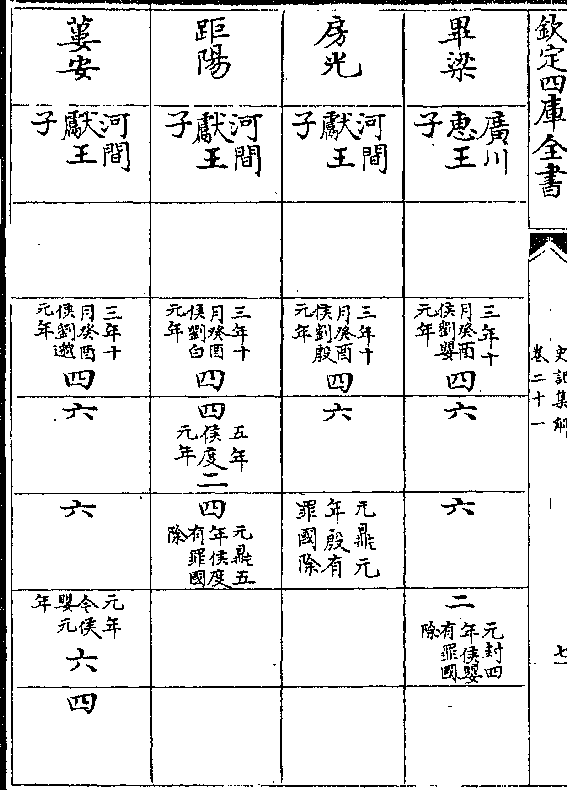 欽定四庫全書
史記集解
卷二十一
七
畢梁
廣川
惠王
子
三年十
月癸酉
侯劉嬰
元年
四
六
六
二
元封四
年侯嬰
有罪國
除
房光
河間
獻王
子
三年十
月癸酉
侯劉殷
元年
四
六
元鼎元
年殷有
罪國除
距陽
河間
獻王
子
三年十
月癸酉
侯劉白
元年
四
四
五年
侯度
元年
二
四
元鼎五
年侯度
有罪國
除
蔞安
河間
獻王
子
三年十
月癸酉
侯劉邈
元年
四
六
六
元年
令侯
嬰元
年
六
四